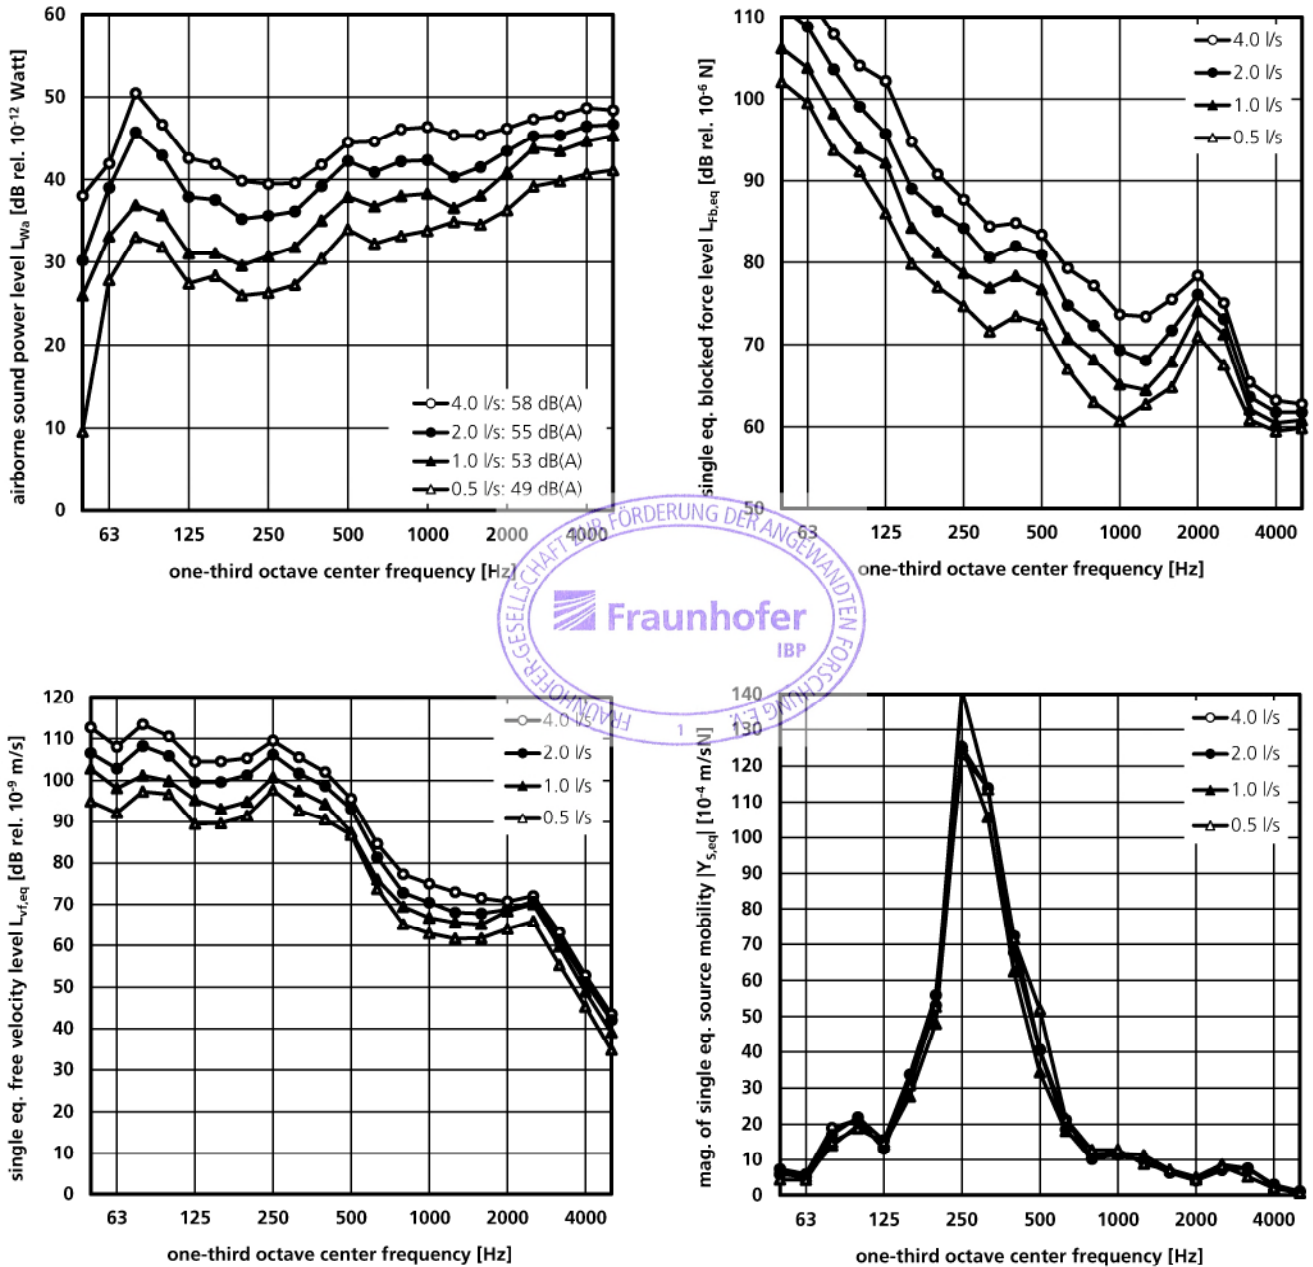 airborne sound power level L_Wa [dB rel. 10^-12 Watt]
60
50
40
30
20
10
0
4.0 l/s: 58 dB(A)
2.0 l/s: 55 dB(A)
1.0 l/s: 53 dB(A)
0.5 l/s: 49 dB(A)
63 125 250 500 1000 2000 4000
one-third octave center frequency [Hz]
single eq. blocked force level L_Fb,eq [dB rel. 10^-6 N]
110
100
90
80
70
60
50
4.0 l/s
2.0 l/s
1.0 l/s
0.5 l/s
63 125 250 500 1000 2000 4000
one-third octave center frequency [Hz]
FRAUNHOFER-GESELLSCHAFT ZUR FÖRDERUNG DER ANGEWANDTEN FORSCHUNG E.V.
Fraunhofer
IBP
1
single eq. free velocity level L_vf,eq [dB rel. 10^-9 m/s]
120
110
100
90
80
70
60
50
40
30
20
10
0
4.0 l/s
2.0 l/s
1.0 l/s
0.5 l/s
63 125 250 500 1000 2000 4000
one-third octave center frequency [Hz]
mag. of single eq. source mobility |Y_S,eq| [10^-4 m/sN]
140
130
120
110
100
90
80
70
60
50
40
30
20
10
0
4.0 l/s
2.0 l/s
1.0 l/s
0.5 l/s
63 125 250 500 1000 2000 4000
one-third octave center frequency [Hz]